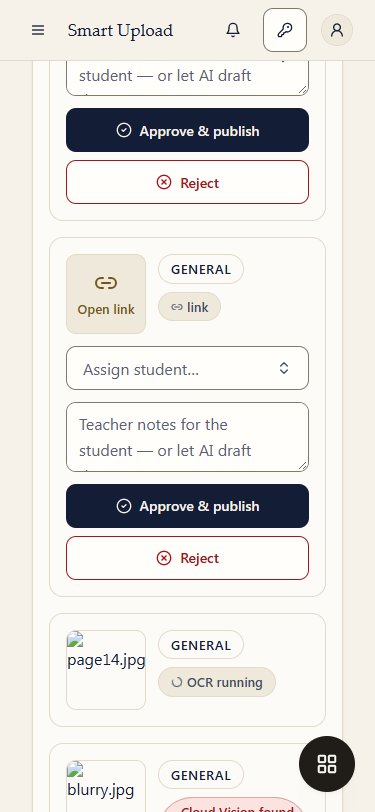 Smart Upload
student — or let AI draft
Approve & publish
Reject
Open link
GENERAL
link
Assign student...
Teacher notes for the
student — or let AI draft
Approve & publish
Reject
page14.jpg
GENERAL
OCR running
blurry.jpg
GENERAL
Cloud Vision found